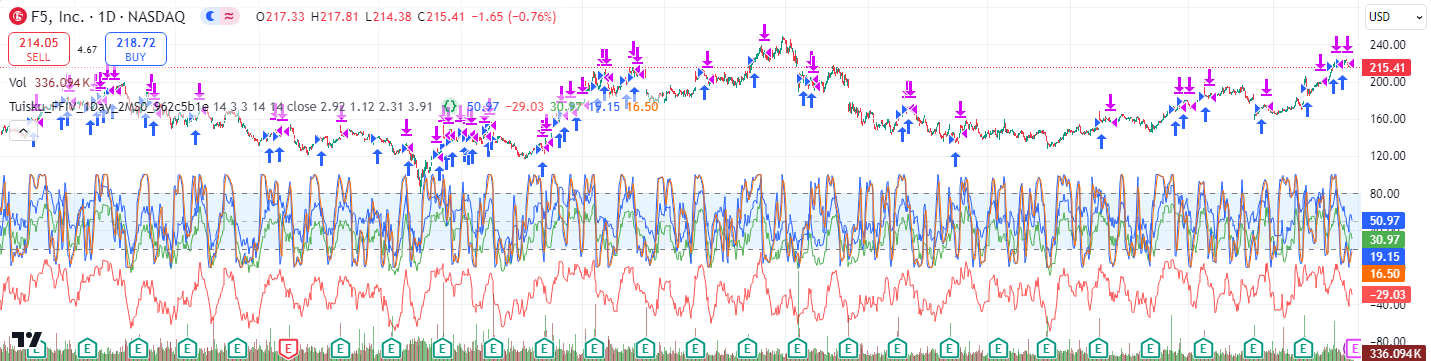 F5, Inc. · 1D · NASDAQ O217.33 H217.81 L214.38 C215.41 −1.65 (−0.76%)
USD
214.05 SELL 4.67 218.72 BUY
Vol 336.094K
Tuisku_FFIV_1Day_2MSD_962c5b1e 14 3 3 14 14 close 2.92 1.12 2.31 3.91 {} 50.97 −29.03 30.97 19.15 16.50
240.00
215.41
200.00
160.00
120.00
80.00
50.97
30.97
19.15
16.50
−29.03
−40.00
−80.00
336.094K
E E E E E E E E E E E E E E E E E E E E E E E E E E E